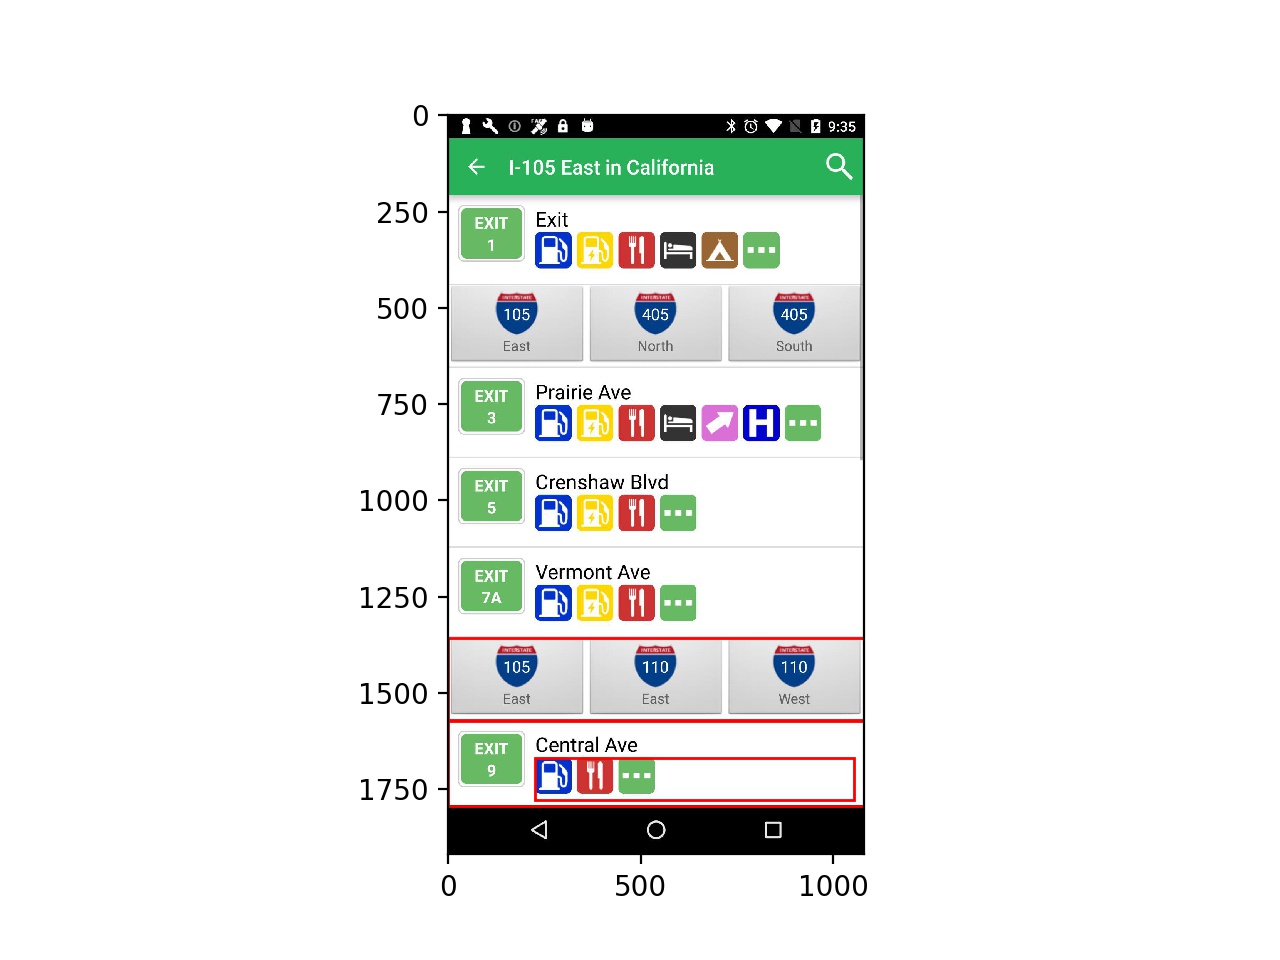 0
250
500
750
1000
1250
1500
1750
9:35
I-105 East in California
EXIT
1
Exit
INTERSTATE
105
East
INTERSTATE
405
North
INTERSTATE
405
South
EXIT
3
Prairie Ave
H
EXIT
5
Crenshaw Blvd
EXIT
7A
Vermont Ave
INTERSTATE
105
East
INTERSTATE
110
East
INTERSTATE
110
West
EXIT
9
Central Ave
0
500
1000